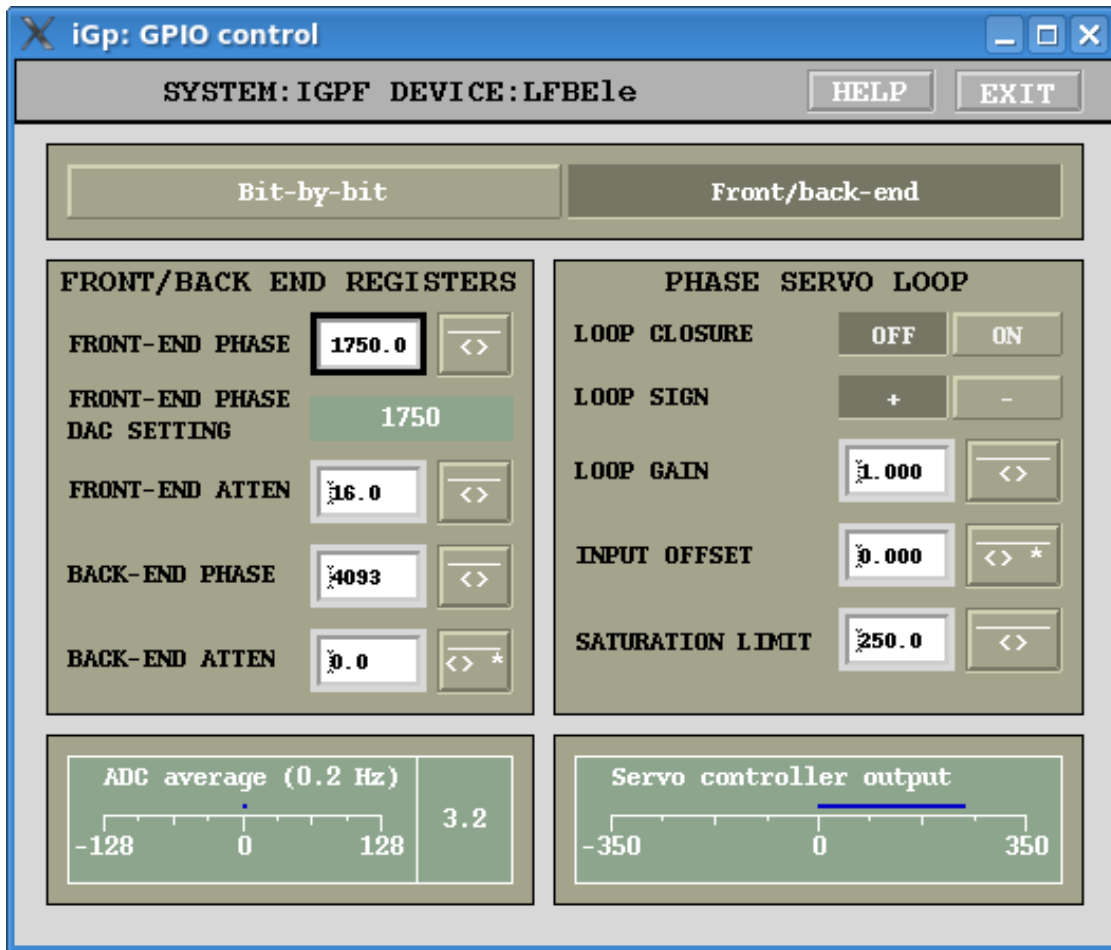 iGp: GPIO control
SYSTEM:IGPF DEVICE:LFBEle
HELP
EXIT
Bit-by-bit
Front/back-end
FRONT/BACK END REGISTERS
FRONT-END PHASE
1750.0
<>
FRONT-END PHASE
DAC SETTING
1750
FRONT-END ATTEN
16.0
<>
BACK-END PHASE
4093
<>
BACK-END ATTEN
0.0
<> *
PHASE SERVO LOOP
LOOP CLOSURE
OFF
ON
LOOP SIGN
+
-
LOOP GAIN
1.000
<>
INPUT OFFSET
0.000
<> *
SATURATION LIMIT
250.0
<>
ADC average (0.2 Hz)
-128
0
128
3.2
Servo controller output
-350
0
350